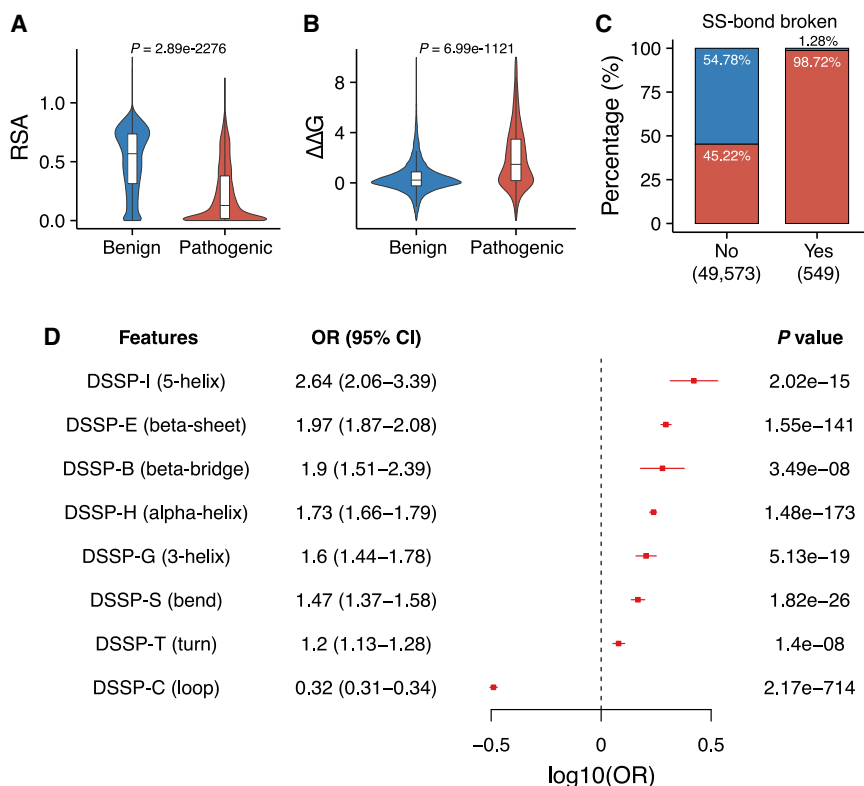 A
P = 2.89e-2276
RSA
1.0
0.5
0.0
Benign
Pathogenic
B
P = 6.99e-1121
ΔΔG
8
4
0
Benign
Pathogenic
C
SS-bond broken
Percentage (%)
100
75
50
25
0
54.78%
45.22%
1.28%
98.72%
No
(49,573)
Yes
(549)
D Features OR (95% CI) P value
DSSP-I (5-helix) 2.64 (2.06–3.39) 2.02e−15
DSSP-E (beta-sheet) 1.97 (1.87–2.08) 1.55e−141
DSSP-B (beta-bridge) 1.9 (1.51–2.39) 3.49e−08
DSSP-H (alpha-helix) 1.73 (1.66–1.79) 1.48e−173
DSSP-G (3-helix) 1.6 (1.44–1.78) 5.13e−19
DSSP-S (bend) 1.47 (1.37–1.58) 1.82e−26
DSSP-T (turn) 1.2 (1.13–1.28) 1.4e−08
DSSP-C (loop) 0.32 (0.31–0.34) 2.17e−714
−0.5 0 0.5
log10(OR)